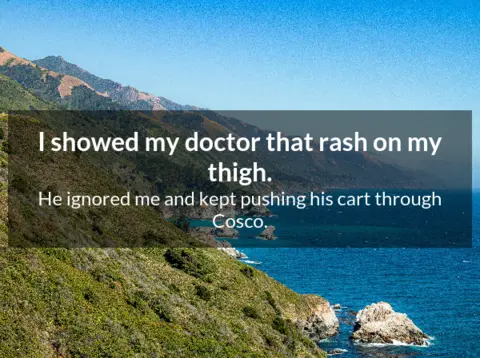 I showed my doctor that rash on my
thigh.
He ignored me and kept pushing his cart through
Cosco.